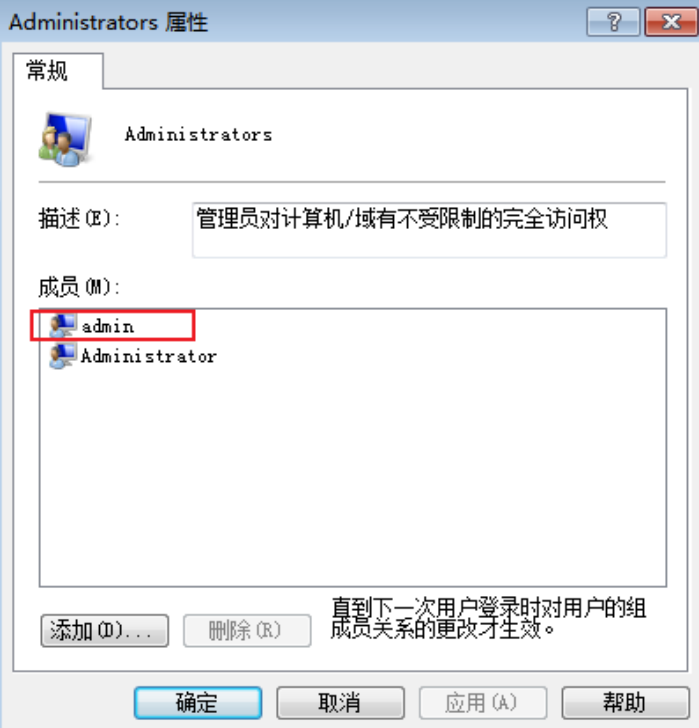 Administrators 属性
?
常规
Administrators
描述(E):
管理员对计算机/域有不受限制的完全访问权
成员(M):
admin
Administrator
添加(D)...
删除(R)
直到下一次用户登录时对用户的组
成员关系的更改才生效。
确定
取消
应用(A)
帮助